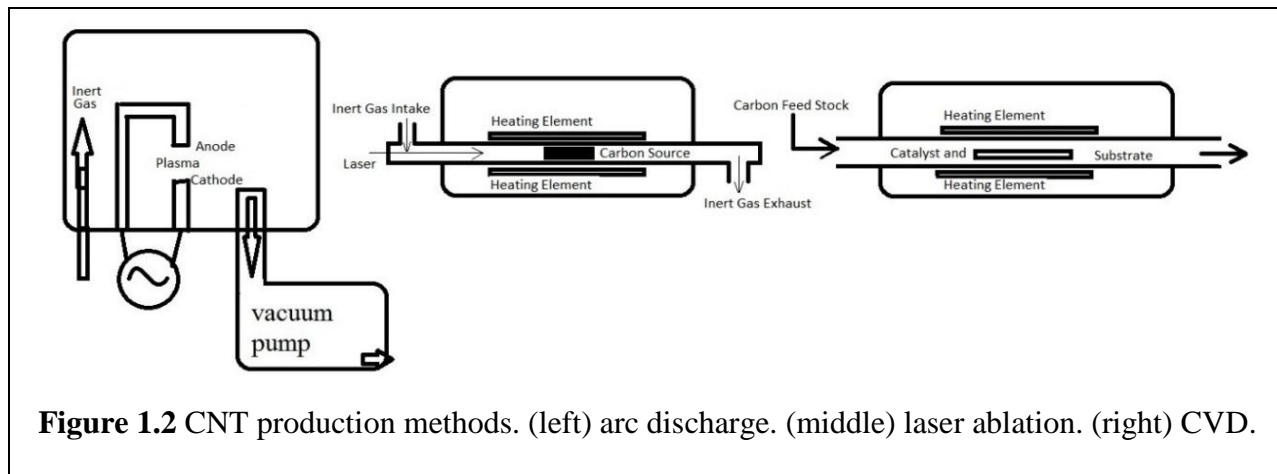 Inert
Gas
Anode
Plasma
Cathode
vacuum
pump
Inert Gas Intake
Laser
Heating Element
Carbon Source
Heating Element
Inert Gas Exhaust
Carbon Feed Stock
Heating Element
Catalyst and
Substrate
Heating Element
Figure 1.2 CNT production methods. (left) arc discharge. (middle) laser ablation. (right) CVD.